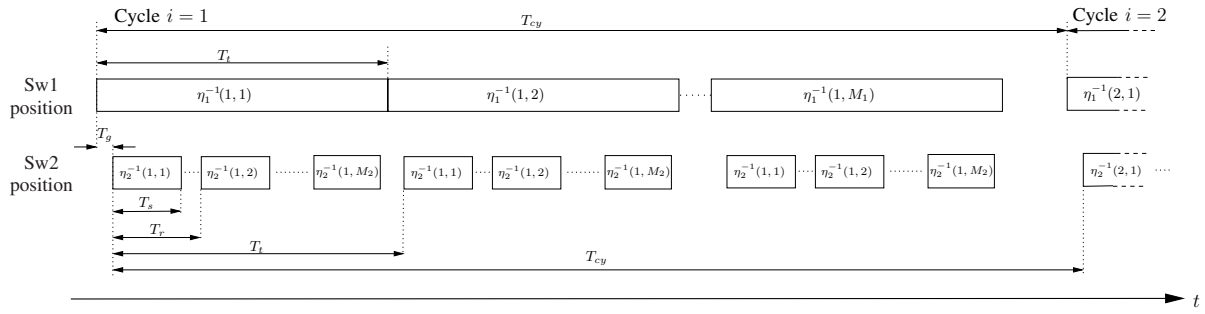 Cycle i = 1
T_{cy}
Cycle i = 2
T_t
Sw1 position
η_1^{-1}(1,1)
η_1^{-1}(1,2)
η_1^{-1}(1,M_1)
η_1^{-1}(2,1)
T_g
Sw2 position
η_2^{-1}(1,1)
η_2^{-1}(1,2)
η_2^{-1}(1,M_2)
η_2^{-1}(1,1)
η_2^{-1}(1,2)
η_2^{-1}(1,M_2)
η_2^{-1}(1,1)
η_2^{-1}(1,2)
η_2^{-1}(1,M_2)
η_2^{-1}(2,1)
T_s
T_r
T_t
T_{cy}
t